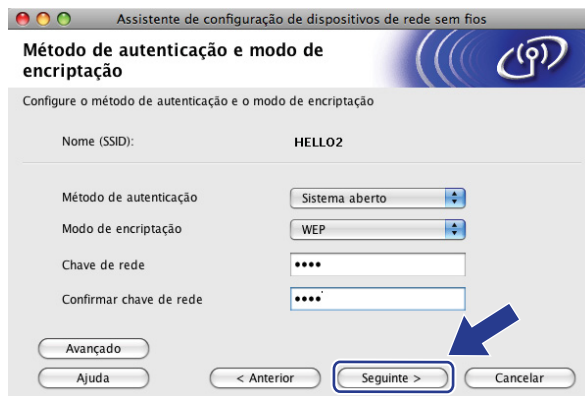 Assistente de configuração de dispositivos de rede sem fios
Método de autenticação e modo de
encriptação
Configure o método de autenticação e o modo de encriptação
Nome (SSID): HELLO2
Método de autenticação Sistema aberto
Modo de encriptação WEP
Chave de rede ••••
Confirmar chave de rede ••••
Avançado
Ajuda < Anterior Seguinte > Cancelar